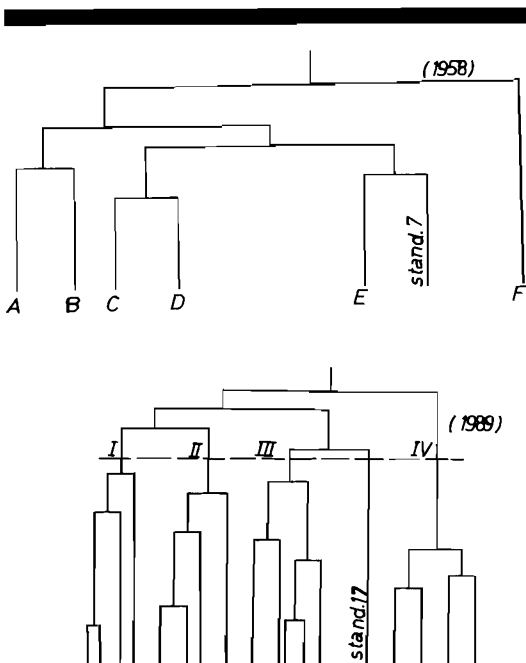 (1958)
stand.7
A B C D E F
(1989)
I II III IV
stand.17